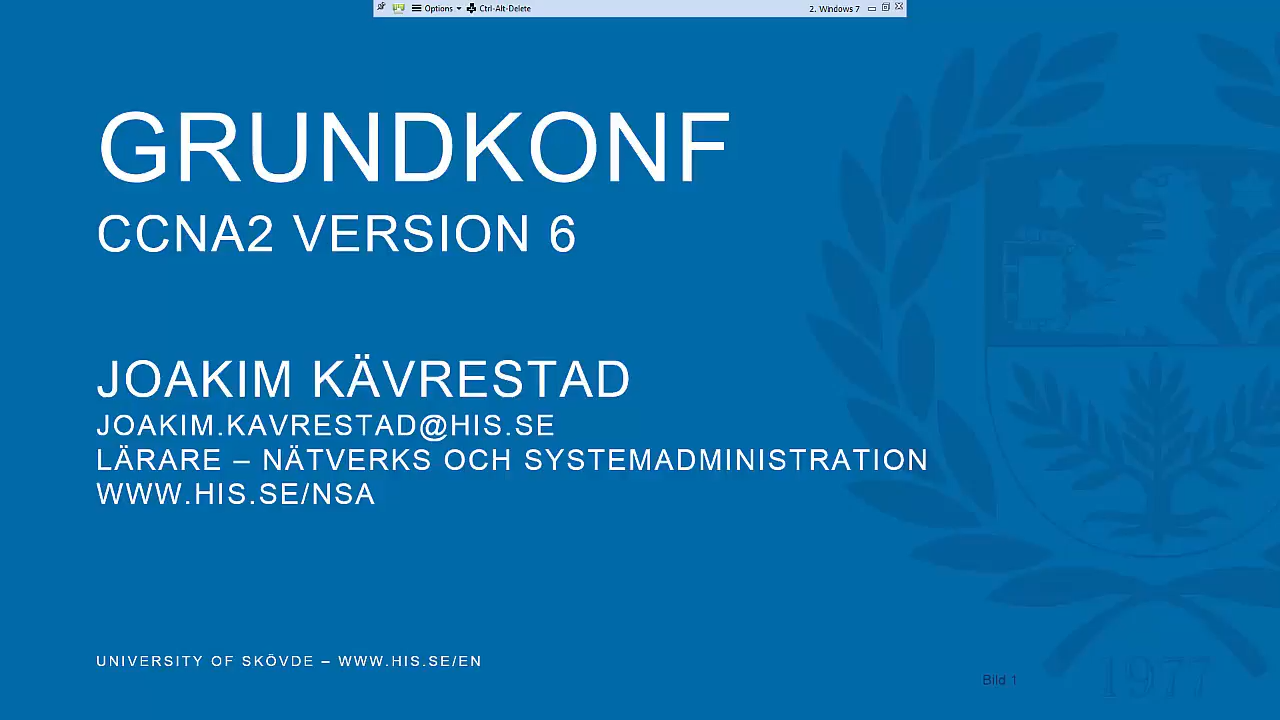 Options Ctrl-Alt-Delete 2. Windows 7
GRUNDKONF
CCNA2 VERSION 6
JOAKIM KÄVRESTAD
JOAKIM.KAVRESTAD@HIS.SE
LÄRARE – NÄTVERKS OCH SYSTEMADMINISTRATION
WWW.HIS.SE/NSA
UNIVERSITY OF SKÖVDE – WWW.HIS.SE/EN
Bild 1
1977